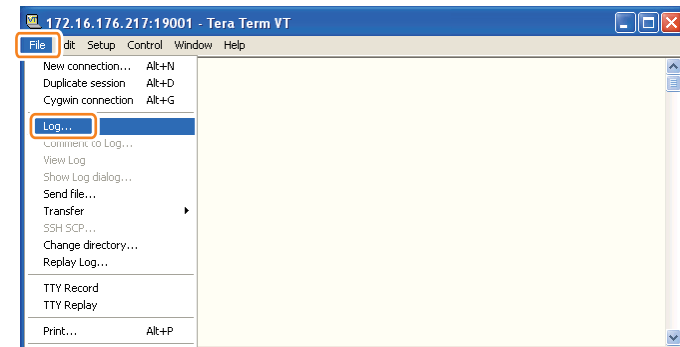 172.16.176.217:19001 - Tera Term VT
File dit Setup Control Window Help
New connection... Alt+N
Duplicate session Alt+D
Cygwin connection Alt+G
Log...
Comment to Log...
View Log
Show Log dialog...
Send file...
Transfer
SSH SCP...
Change directory...
Replay Log...
TTY Record
TTY Replay
Print... Alt+P